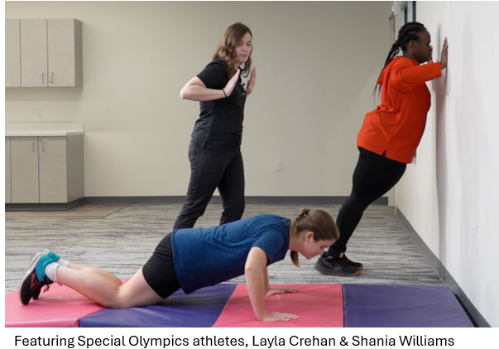 Featuring Special Olympics athletes, Layla Crehan & Shania Williams